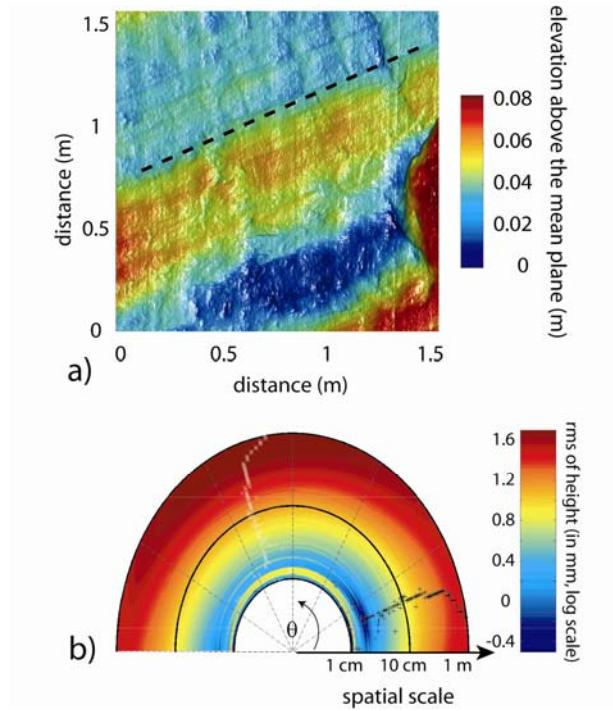 1.5
1
0.5
0
distance (m)
0
0.5
1
1.5
distance (m)
a)
0.08
0.06
0.04
0.02
0
elevation above the mean plane (m)
1.6
1.2
0.8
0.4
0
-0.4
rms of height (in mm, log scale)
θ
b)
1 cm
10 cm
1 m
spatial scale